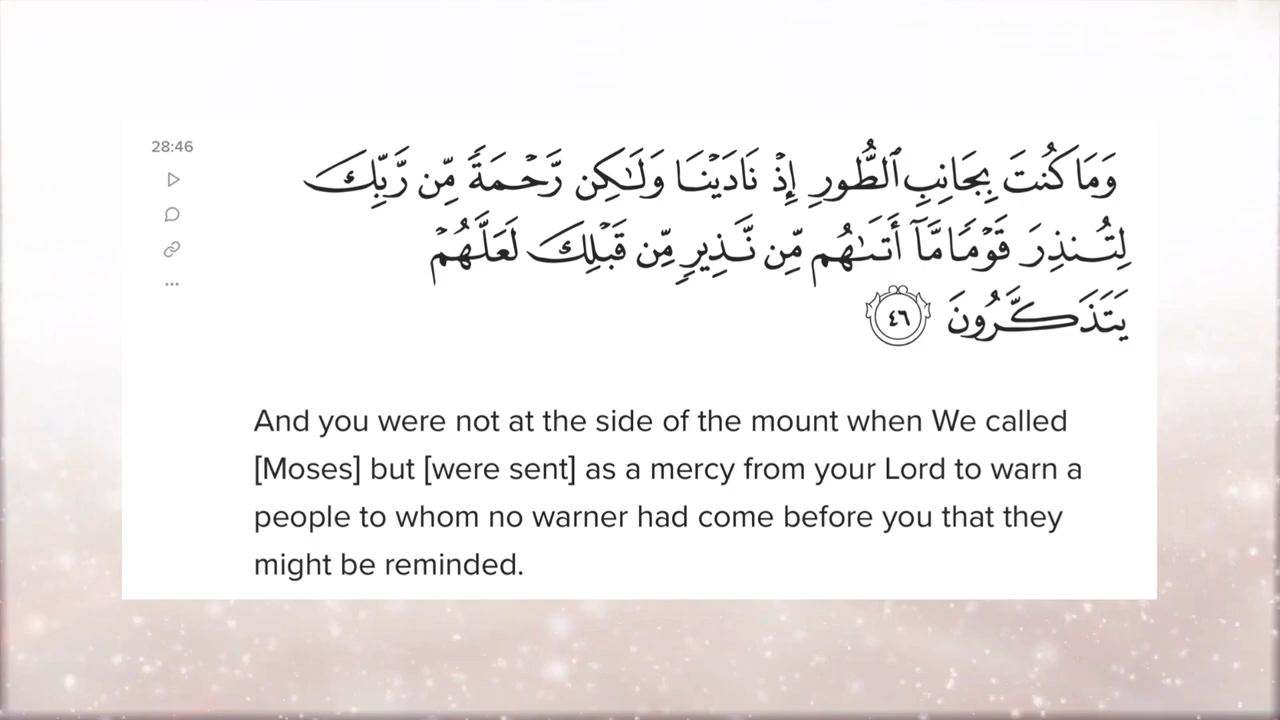 28:46
وَمَا كُنتَ بِجَانِبِ ٱلطُّورِ إِذْ نَادَيْنَا وَلَـٰكِن رَّحْمَةً مِّن رَّبِّكَ
لِتُنذِرَ قَوْمًا مَّآ أَتَىٰهُم مِّن نَّذِيرٍ مِّن قَبْلِكَ لَعَلَّهُمْ
يَتَذَكَّرُونَ ٤٦
And you were not at the side of the mount when We called
[Moses] but [were sent] as a mercy from your Lord to warn a
people to whom no warner had come before you that they
might be reminded.